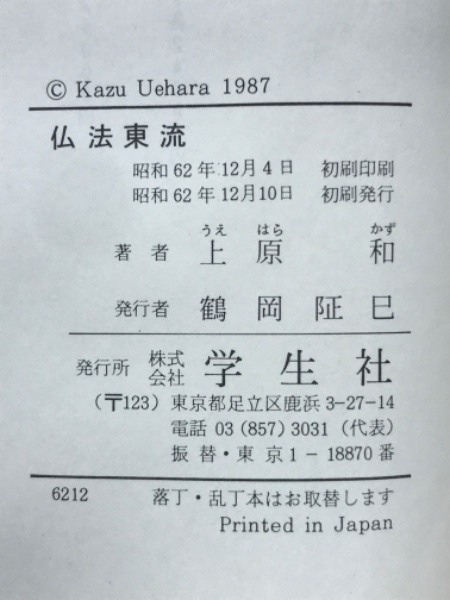 © Kazu Uehara 1987
仏法東流
昭和62年12月4日 初刷印刷
昭和62年12月10日 初刷発行
うえ はら かず
著者 上原 和
発行者 鶴岡阷巳
発行所 株式会社 学生社
(〒123) 東京都足立区鹿浜3-27-14
電話 03 (857) 3031 (代表)
振替・東京1-18870番
6212 落丁・乱丁本はお取替します
Printed in Japan